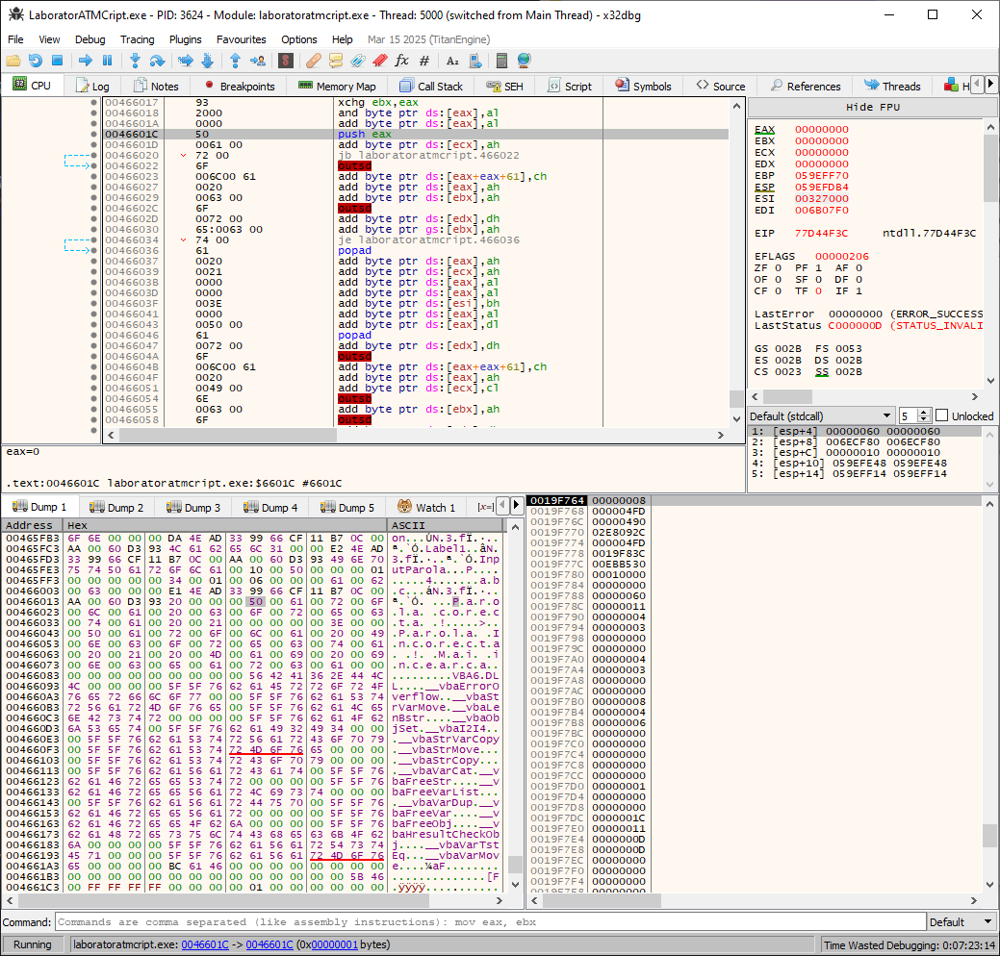 LaboratorATMCript.exe - PID: 3624 - Module: laboratoratmcript.exe - Thread: 5000 (switched from Main Thread) - x32dbg
File View Debug Tracing Plugins Favourites Options Help Mar 15 2025 (TitanEngine)
CPU Log Notes Breakpoints Memory Map Call Stack SEH Script Symbols Source References Threads H
00466017 93 xchg ebx,eax
00466018 2000 and byte ptr ds:[eax],al
0046601A 0000 add byte ptr ds:[eax],al
0046601C 50 push eax
0046601D 0061 00 add byte ptr ds:[ecx],ah
00466020 72 00 jb laboratoratmcript.466022
00466022 6F outsd
00466023 006C00 61 add byte ptr ds:[eax+eax+61],ch
00466027 0020 add byte ptr ds:[eax],ah
00466029 0063 00 add byte ptr ds:[ebx],ah
0046602C 6F outsd
0046602D 0072 00 add byte ptr ds:[edx],dh
00466030 65:0063 00 add byte ptr gs:[ebx],ah
00466034 74 00 je laboratoratmcript.466036
00466036 61 popad
00466037 0020 add byte ptr ds:[eax],ah
00466039 0021 add byte ptr ds:[ecx],ah
0046603B 0000 add byte ptr ds:[eax],al
0046603D 0000 add byte ptr ds:[eax],al
0046603F 003E add byte ptr ds:[esi],bh
00466041 0000 add byte ptr ds:[eax],al
00466043 0050 00 add byte ptr ds:[eax],dl
00466046 61 popad
00466047 0072 00 add byte ptr ds:[edx],dh
0046604A 6F outsd
0046604B 006C00 61 add byte ptr ds:[eax+eax+61],ch
0046604F 0020 add byte ptr ds:[eax],ah
00466051 0049 00 add byte ptr ds:[ecx],cl
00466054 6E outsb
00466055 0063 00 add byte ptr ds:[ebx],ah
00466058 6F outsd
eax=0
.text:0046601C laboratoratmcript.exe:$6601C #6601C
Hide FPU
EAX 00000000
EBX 00000000
ECX 00000000
EDX 00000000
EBP 059EFF70
ESP 059EFDB4
ESI 00327000
EDI 006B07F0
EIP 77D44F3C ntdll.77D44F3C
EFLAGS 00000206
ZF 0 PF 1 AF 0
OF 0 SF 0 DF 0
CF 0 TF 0 IF 1
LastError 00000000 (ERROR_SUCCESS
LastStatus C000000D (STATUS_INVALI
GS 002B FS 0053
ES 002B DS 002B
CS 0023 SS 002B
Default (stdcall) 5 Unlocked
1: [esp+4] 00000060 00000060
2: [esp+8] 006ECF80 006ECF80
3: [esp+C] 00000010 00000010
4: [esp+10] 059EFE48 059EFE48
5: [esp+14] 059EFF14 059EFF14
Dump 1 Dump 2 Dump 3 Dump 4 Dump 5 Watch 1 [x=]
Address Hex ASCII
00465FB3 6F 6E 00 00 00 DA 4E AD 33 99 66 CF 11 B7 0C 00 on...ÚN.3.fÏ.·..
00465FC3 AA 00 60 D3 93 4C 61 62 65 6C 31 00 00 E2 4E AD ª.`Ó.Label1..âN.
00465FD3 33 99 66 CF 11 B7 0C 00 AA 00 60 D3 93 49 6E 70 3.fÏ.·..ª.`Ó.Inp
00465FE3 75 74 50 61 72 6F 6C 61 00 10 00 50 00 00 00 01 utParola...P....
00465FF3 00 00 00 00 34 00 01 00 06 00 00 00 61 00 62 ....4.......a.b
00466003 00 63 00 00 00 E1 4E AD 33 99 66 CF 11 B7 0C 00 .c...áN.3.fÏ.·..
00466013 AA 00 60 D3 93 20 00 00 00 50 00 61 00 72 00 6F ª.`Ó. ...P.a.r.o
00466023 00 6C 00 61 00 20 00 63 00 6F 00 72 00 65 00 63 .l.a. .c.o.r.e.c
00466033 00 74 00 61 00 20 00 21 00 00 00 00 00 3E 00 00 .t.a. .!.....>..
00466043 00 50 00 61 00 72 00 6F 00 6C 00 61 00 20 00 49 .P.a.r.o.l.a. .I
00466053 00 6E 00 63 00 6F 00 72 00 65 00 63 00 74 00 61 .n.c.o.r.e.c.t.a
00466063 00 20 00 21 00 20 00 4D 00 61 00 69 00 20 00 69 . .!. .M.a.i. .i
00466073 00 6E 00 63 00 65 00 61 00 72 00 63 00 61 00 00 .n.c.e.a.r.c.a..
00466083 00 00 00 00 00 00 00 00 00 56 42 41 36 2E 44 4C .........VBA6.DL
00466093 4C 00 00 00 00 5F 5F 76 62 61 45 72 72 6F 72 4F L....__vbaErrorO
004660A3 76 65 72 66 6C 6F 77 00 00 5F 5F 76 62 61 53 74 verflow..__vbaSt
004660B3 72 56 61 72 4D 6F 76 65 00 5F 5F 76 62 61 4C 65 rVarMove.__vbaLe
004660C3 6E 42 73 74 72 00 00 00 00 5F 5F 76 62 61 4F 62 nBstr....__vbaOb
004660D3 6A 53 65 74 00 5F 5F 76 62 61 49 32 49 34 00 00 jSet.__vbaI2I4..
004660E3 00 5F 5F 76 62 61 53 74 72 56 61 72 43 6F 70 79 .__vbaStrVarCopy
004660F3 00 5F 5F 76 62 61 53 74 72 4D 6F 76 65 00 00 00 .__vbaStrMove...
00466103 00 5F 5F 76 62 61 53 74 72 43 6F 70 79 00 00 00 .__vbaStrCopy...
00466113 00 5F 5F 76 62 61 56 61 72 43 61 74 00 5F 5F 76 .__vbaVarCat.__v
00466123 62 61 46 72 65 65 53 74 72 00 00 00 00 5F 5F 76 baFreeStr....__v
00466133 62 61 46 72 65 65 56 61 72 4C 69 73 74 00 00 00 baFreeVarList...
00466143 00 5F 5F 76 62 61 56 61 72 44 75 70 00 5F 5F 76 .__vbaVarDup.__v
00466153 62 61 46 72 65 65 56 61 72 00 00 00 00 5F 5F 76 baFreeVar....__v
00466163 62 61 46 72 65 65 4F 62 6A 00 00 00 00 5F 5F 76 baFreeObj....__v
00466173 62 61 48 72 65 73 75 6C 74 43 68 65 63 6B 4F 62 baHresultCheckOb
00466183 6A 00 00 00 00 5F 5F 76 62 61 56 61 72 54 73 74 j....__vbaVarTst
00466193 45 71 00 00 00 5F 5F 76 62 61 56 61 72 4D 6F 76 Eq...__vbaVarMov
004661A3 65 00 00 00 00 BC 61 46 00 00 00 00 00 00 00 00 e....¼aF........
004661B3 00 00 00 00 00 00 00 00 00 00 00 00 00 00 5B 46 ..............[F
004661C3 00 FF FF FF FF 00 00 00 00 01 00 00 00 00 00 00 .ÿÿÿÿ...........
0019F764 00000008
0019F768 000004FD
0019F76C 00000490
0019F770 02E8092C
0019F774 000004FD
0019F778 0019F83C
0019F77C 00EBB530
0019F780 00010000
0019F784 00000000
0019F788 00000060
0019F78C 00000011
0019F790 00000004
0019F794 00000003
0019F798 00000000
0019F79C 00000000
0019F7A0 00000004
0019F7A4 00000003
0019F7A8 00000000
0019F7AC 00000000
0019F7B0 00000008
0019F7B4 00000004
0019F7B8 00000006
0019F7BC 00000000
0019F7C0 00000000
0019F7C4 00000000
0019F7C8 00000000
0019F7CC 00000000
0019F7D0 00000001
0019F7D4 00000000
0019F7D8 00000000
0019F7DC 0000001C
0019F7E0 00000011
0019F7E4 0000000D
0019F7E8 0000000D
0019F7EC 00000000
0019F7F0 00000000
0019F7F4 00000000
Command: Commands are comma separated (like assembly instructions): mov eax, ebx Default
Running laboratoratmcript.exe: 0046601C -> 0046601C (0x00000001 bytes) Time Wasted Debugging: 0:07:23:14